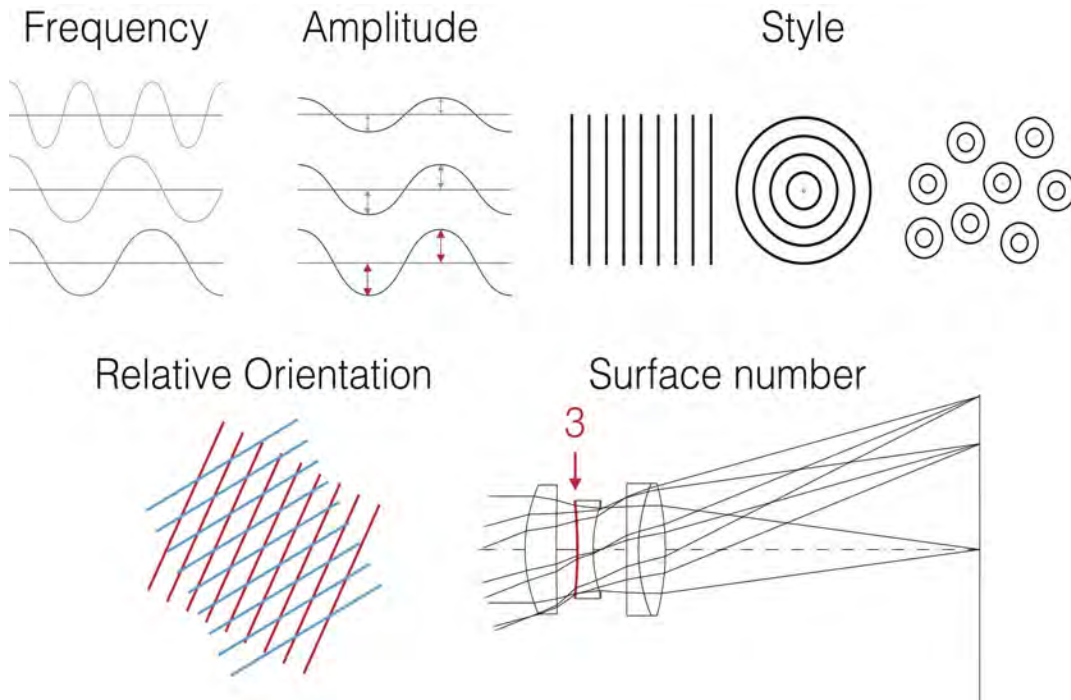 Frequency
Amplitude
Style
Relative Orientation
Surface number
3